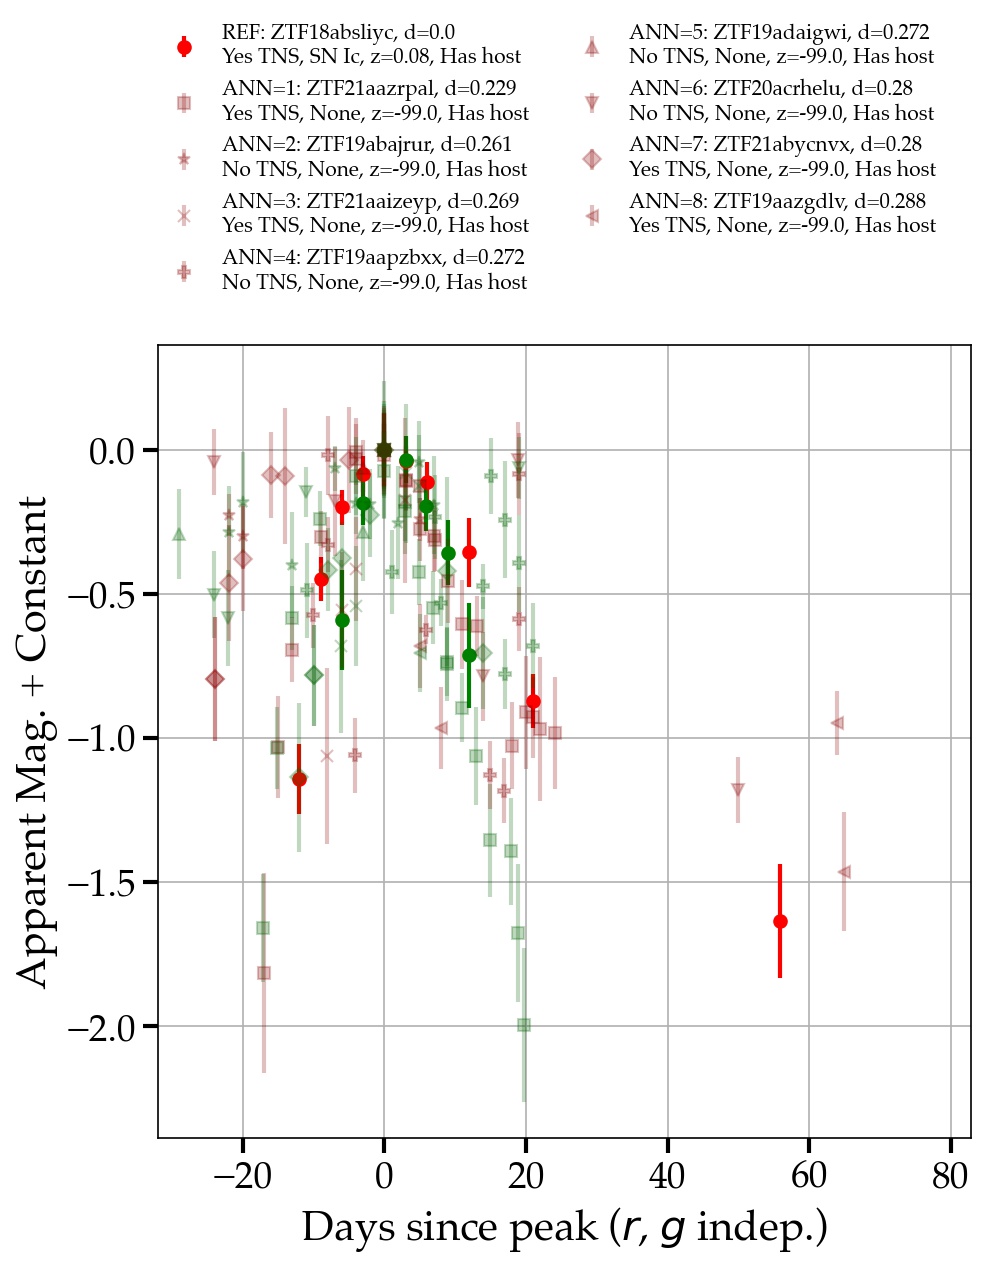 REF: ZTF18absliyc, d=0.0
Yes TNS, SN Ic, z=0.08, Has host
ANN=1: ZTF21aazrpal, d=0.229
Yes TNS, None, z=-99.0, Has host
ANN=2: ZTF19abajrur, d=0.261
No TNS, None, z=-99.0, Has host
ANN=3: ZTF21aaizeyp, d=0.269
Yes TNS, None, z=-99.0, Has host
ANN=4: ZTF19aapzbxx, d=0.272
No TNS, None, z=-99.0, Has host
ANN=5: ZTF19adaigwi, d=0.272
No TNS, None, z=-99.0, Has host
ANN=6: ZTF20acrhelu, d=0.28
No TNS, None, z=-99.0, Has host
ANN=7: ZTF21abycnvx, d=0.28
Yes TNS, None, z=-99.0, Has host
ANN=8: ZTF19aazgdlv, d=0.288
Yes TNS, None, z=-99.0, Has host
Apparent Mag. + Constant
0.0
−0.5
−1.0
−1.5
−2.0
−20 0 20 40 60 80
Days since peak (r, g indep.)